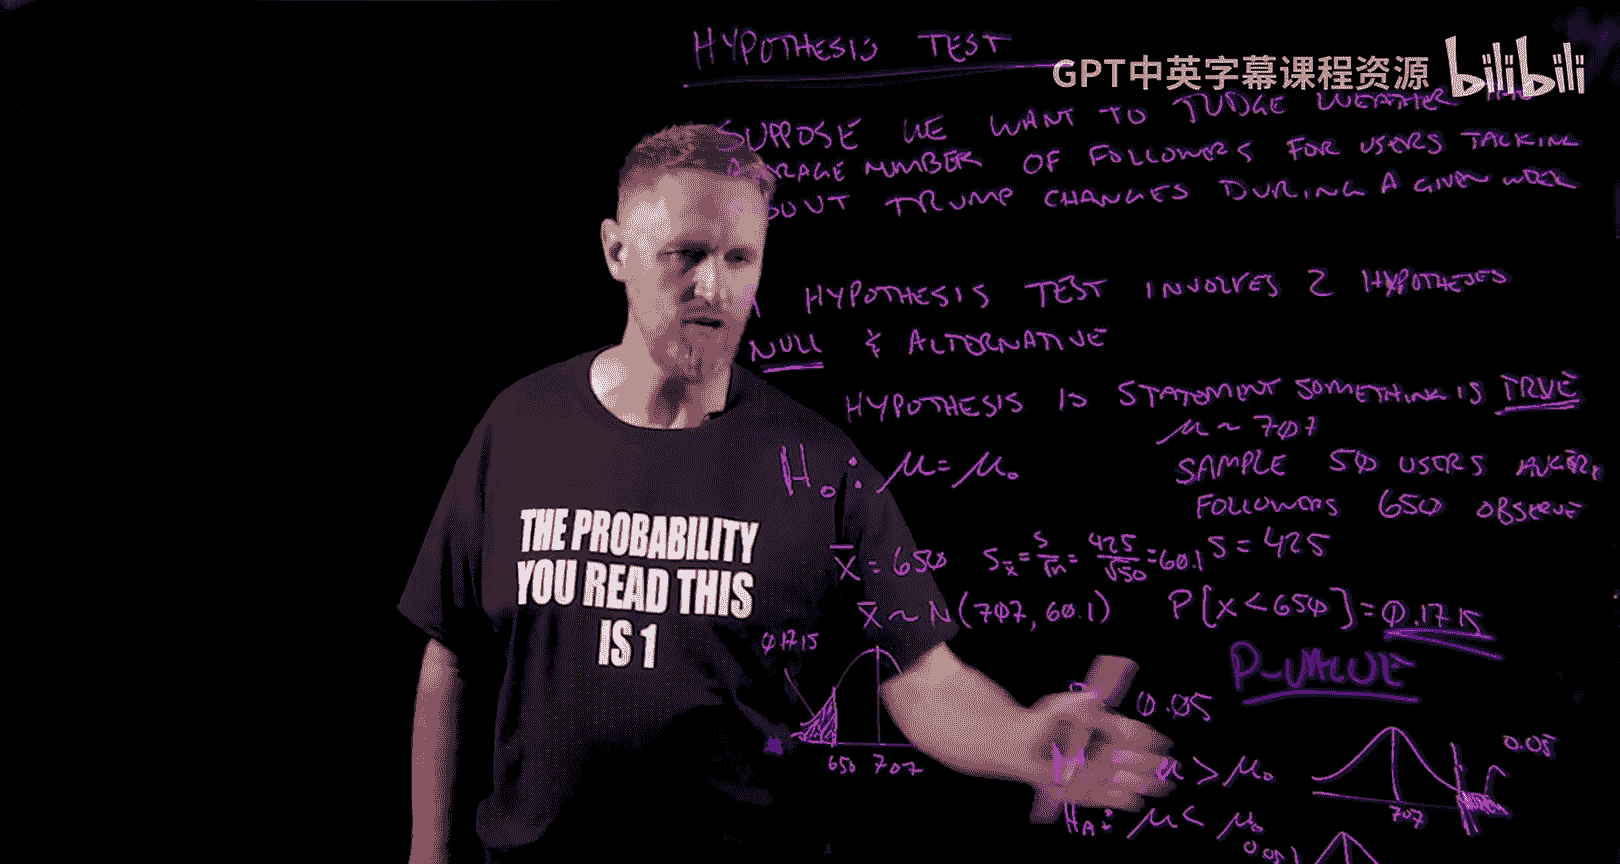 HYPOTHESIS TEST
GPT中英字幕课程资源 bilibili
SUPPOSE WE WANT TO JUDGE WEATHER
NUMBER OF FOLLOWERS FOR USERS TALKING
TRUMP CHANGES DURING A GIVEN WEEK
HYPOTHESIS TEST INVOLVES 2 HYPOTHESES
NULL & ALTERNATIVE
HYPOTHESIS IS STATEMENT SOMETHING IS TRUE
μ ~ 707
H₀: μ = μ₀
SAMPLE 50 USERS
FOLLOWERS 650 OBSERVE
x̄ = 650 Sx̄ = S/√n = 425/√50 = 60.1 S = 425
x̄ ~ N(707, 60.1) P[X < 650] = 0.1715
THE PROBABILITY
YOU READ THIS
IS 1
0.1715
P-VALUE
650 707
0.05
μ > μ₀
0.05
707
Hₐ: μ < μ₀
0.05